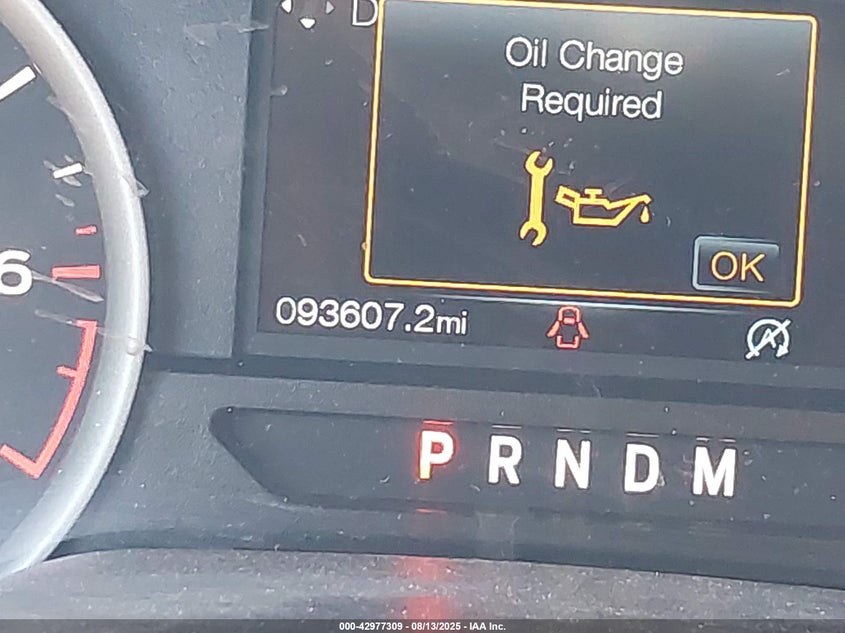 D
Oil Change
Required
OK
6
093607.2mi
P R N D M
000-42977309 - 08/13/2025 - IAA Inc.